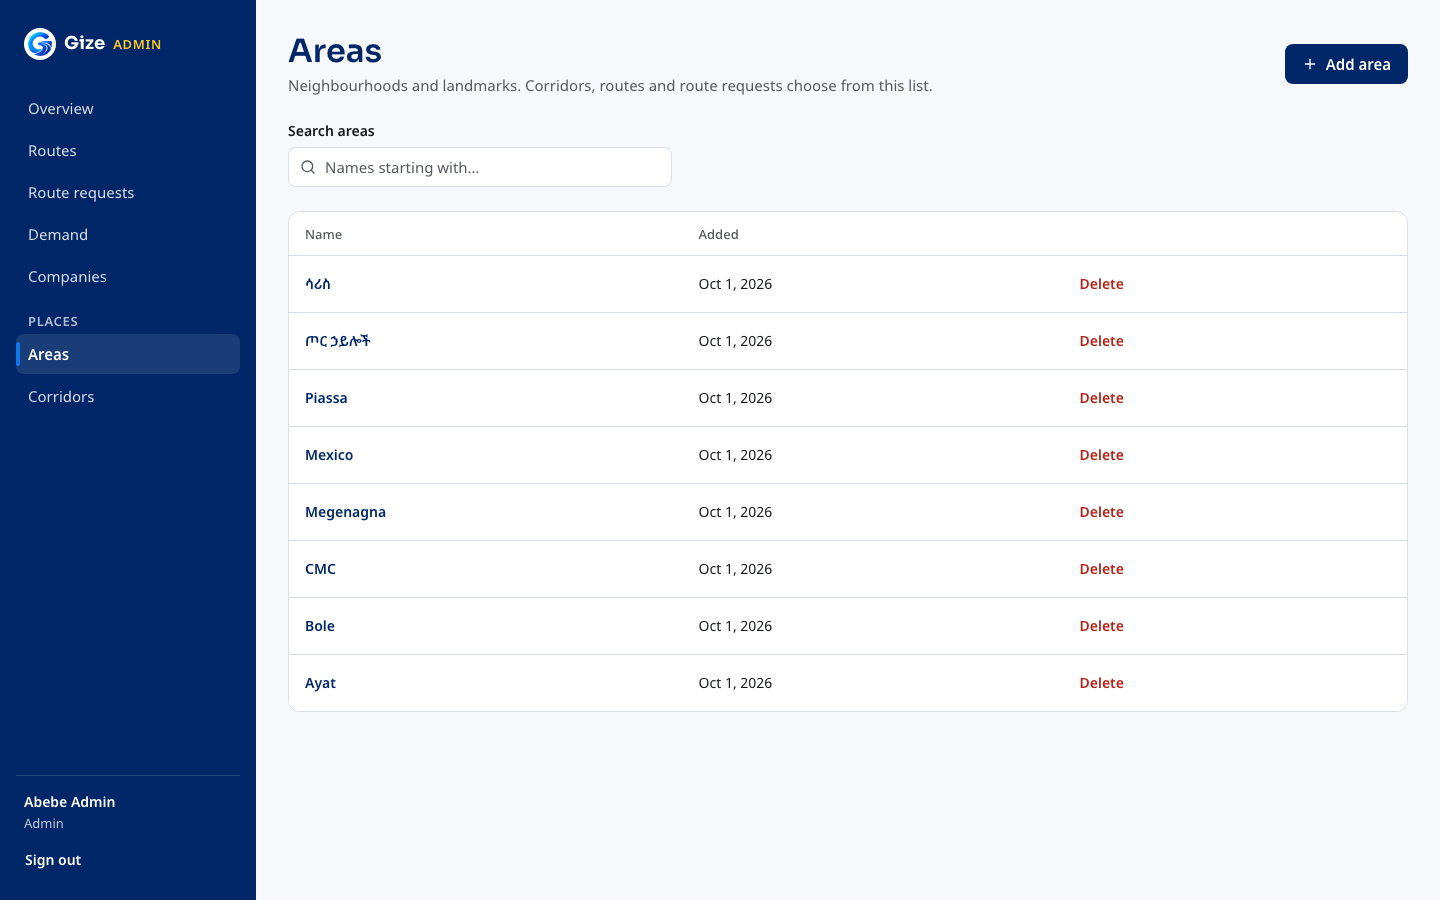 Gize ADMIN
Overview
Routes
Route requests
Demand
Companies
PLACES
Areas
Corridors
Abebe Admin
Admin
Sign out
Areas
Neighbourhoods and landmarks. Corridors, routes and route requests choose from this list.
Add area
Search areas
Names starting with...
Name Added
ሳሪስ Oct 1, 2026 Delete
ጦር ኃይሎች Oct 1, 2026 Delete
Piassa Oct 1, 2026 Delete
Mexico Oct 1, 2026 Delete
Megenagna Oct 1, 2026 Delete
CMC Oct 1, 2026 Delete
Bole Oct 1, 2026 Delete
Ayat Oct 1, 2026 Delete